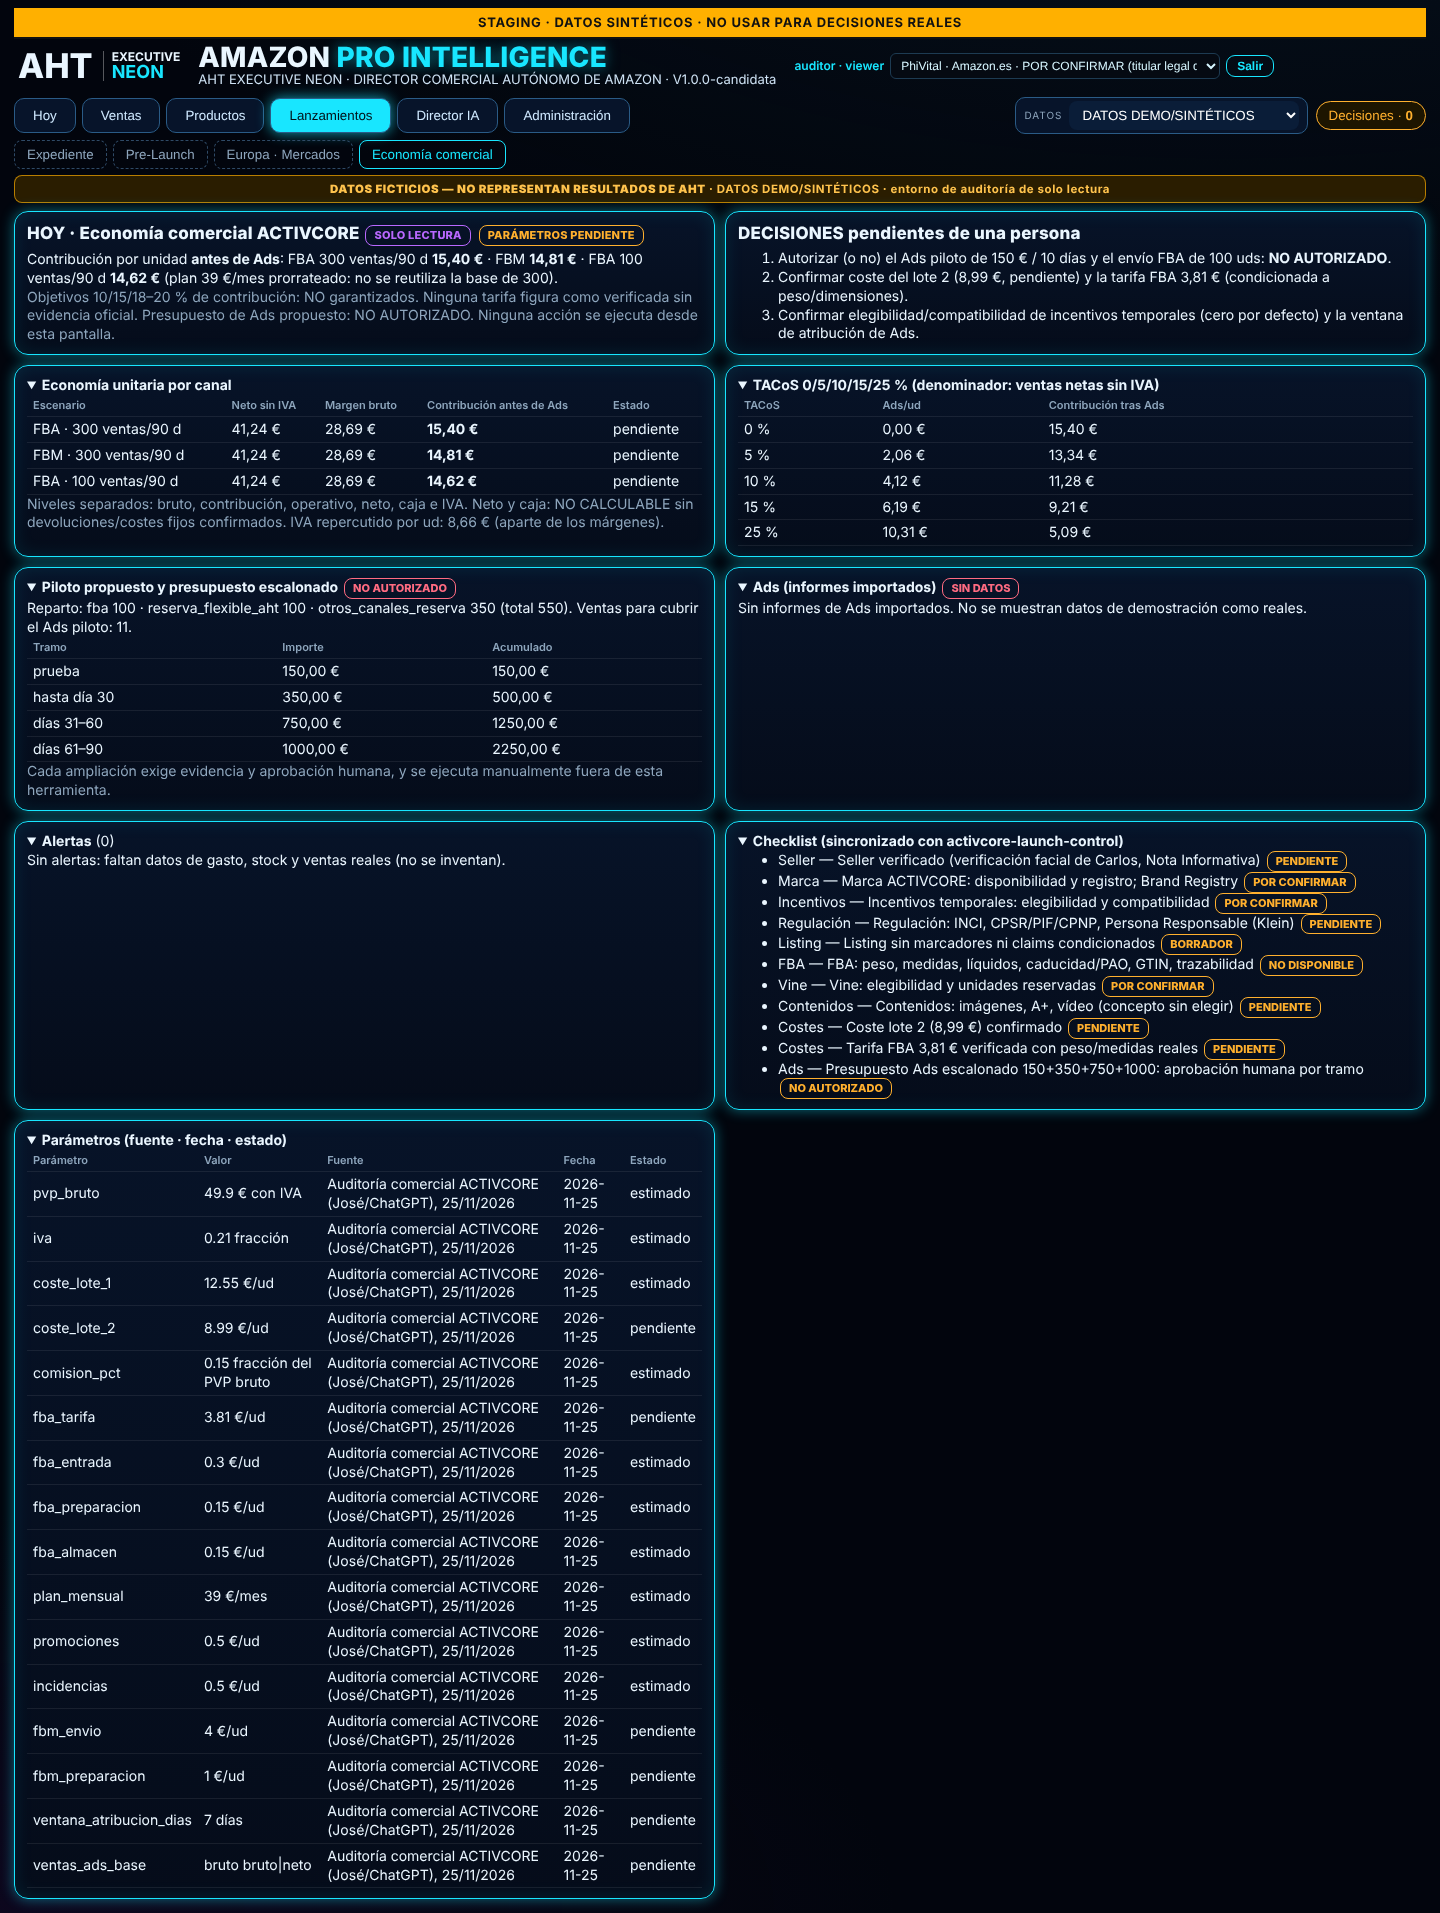 STAGING · DATOS SINTÉTICOS · NO USAR PARA DECISIONES REALES
AHT EXECUTIVE NEON
AMAZON PRO INTELLIGENCE
AHT EXECUTIVE NEON · DIRECTOR COMERCIAL AUTÓNOMO DE AMAZON · V1.0.0-candidata
auditor · viewer
PhiVital · Amazon.es · POR CONFIRMAR (titular legal c
Salir
Hoy
Ventas
Productos
Lanzamientos
Director IA
Administración
DATOS
DATOS DEMO/SINTÉTICOS
Decisiones · 0
Expediente
Pre-Launch
Europa · Mercados
Economía comercial
DATOS FICTICIOS — NO REPRESENTAN RESULTADOS DE AHT · DATOS DEMO/SINTÉTICOS · entorno de auditoría de solo lectura
HOY · Economía comercial ACTIVCORE SOLO LECTURA PARÁMETROS PENDIENTE
Contribución por unidad antes de Ads: FBA 300 ventas/90 d 15,40 € · FBM 14,81 € · FBA 100
ventas/90 d 14,62 € (plan 39 €/mes prorrateado: no se reutiliza la base de 300).
Objetivos 10/15/18–20 % de contribución: NO garantizados. Ninguna tarifa figura como verificada sin
evidencia oficial. Presupuesto de Ads propuesto: NO AUTORIZADO. Ninguna acción se ejecuta desde
esta pantalla.
DECISIONES pendientes de una persona
1. Autorizar (o no) el Ads piloto de 150 € / 10 días y el envío FBA de 100 uds: NO AUTORIZADO.
2. Confirmar coste del lote 2 (8,99 €, pendiente) y la tarifa FBA 3,81 € (condicionada a
peso/dimensiones).
3. Confirmar elegibilidad/compatibilidad de incentivos temporales (cero por defecto) y la ventana
de atribución de Ads.
▼ Economía unitaria por canal
Escenario Neto sin IVA Margen bruto Contribución antes de Ads Estado
FBA · 300 ventas/90 d 41,24 € 28,69 € 15,40 € pendiente
FBM · 300 ventas/90 d 41,24 € 28,69 € 14,81 € pendiente
FBA · 100 ventas/90 d 41,24 € 28,69 € 14,62 € pendiente
Niveles separados: bruto, contribución, operativo, neto, caja e IVA. Neto y caja: NO CALCULABLE sin
devoluciones/costes fijos confirmados. IVA repercutido por ud: 8,66 € (aparte de los márgenes).
▼ TACoS 0/5/10/15/25 % (denominador: ventas netas sin IVA)
TACoS Ads/ud Contribución tras Ads
0 % 0,00 € 15,40 €
5 % 2,06 € 13,34 €
10 % 4,12 € 11,28 €
15 % 6,19 € 9,21 €
25 % 10,31 € 5,09 €
▼ Piloto propuesto y presupuesto escalonado NO AUTORIZADO
Reparto: fba 100 · reserva_flexible_aht 100 · otros_canales_reserva 350 (total 550). Ventas para cubrir
el Ads piloto: 11.
Tramo Importe Acumulado
prueba 150,00 € 150,00 €
hasta día 30 350,00 € 500,00 €
días 31–60 750,00 € 1250,00 €
días 61–90 1000,00 € 2250,00 €
Cada ampliación exige evidencia y aprobación humana, y se ejecuta manualmente fuera de esta
herramienta.
▼ Ads (informes importados) SIN DATOS
Sin informes de Ads importados. No se muestran datos de demostración como reales.
▼ Alertas (0)
Sin alertas: faltan datos de gasto, stock y ventas reales (no se inventan).
▼ Checklist (sincronizado con activcore-launch-control)
• Seller — Seller verificado (verificación facial de Carlos, Nota Informativa) PENDIENTE
• Marca — Marca ACTIVCORE: disponibilidad y registro; Brand Registry POR CONFIRMAR
• Incentivos — Incentivos temporales: elegibilidad y compatibilidad POR CONFIRMAR
• Regulación — Regulación: INCI, CPSR/PIF/CPNP, Persona Responsable (Klein) PENDIENTE
• Listing — Listing sin marcadores ni claims condicionados BORRADOR
• FBA — FBA: peso, medidas, líquidos, caducidad/PAO, GTIN, trazabilidad NO DISPONIBLE
• Vine — Vine: elegibilidad y unidades reservadas POR CONFIRMAR
• Contenidos — Contenidos: imágenes, A+, vídeo (concepto sin elegir) PENDIENTE
• Costes — Coste lote 2 (8,99 €) confirmado PENDIENTE
• Costes — Tarifa FBA 3,81 € verificada con peso/medidas reales PENDIENTE
• Ads — Presupuesto Ads escalonado 150+350+750+1000: aprobación humana por tramo
NO AUTORIZADO
▼ Parámetros (fuente · fecha · estado)
Parámetro Valor Fuente Fecha Estado
pvp_bruto 49.9 € con IVA Auditoría comercial ACTIVCORE (José/ChatGPT), 25/11/2026 2026-11-25 estimado
iva 0.21 fracción Auditoría comercial ACTIVCORE (José/ChatGPT), 25/11/2026 2026-11-25 estimado
coste_lote_1 12.55 €/ud Auditoría comercial ACTIVCORE (José/ChatGPT), 25/11/2026 2026-11-25 estimado
coste_lote_2 8.99 €/ud Auditoría comercial ACTIVCORE (José/ChatGPT), 25/11/2026 2026-11-25 pendiente
comision_pct 0.15 fracción del PVP bruto Auditoría comercial ACTIVCORE (José/ChatGPT), 25/11/2026 2026-11-25 estimado
fba_tarifa 3.81 €/ud Auditoría comercial ACTIVCORE (José/ChatGPT), 25/11/2026 2026-11-25 pendiente
fba_entrada 0.3 €/ud Auditoría comercial ACTIVCORE (José/ChatGPT), 25/11/2026 2026-11-25 estimado
fba_preparacion 0.15 €/ud Auditoría comercial ACTIVCORE (José/ChatGPT), 25/11/2026 2026-11-25 estimado
fba_almacen 0.15 €/ud Auditoría comercial ACTIVCORE (José/ChatGPT), 25/11/2026 2026-11-25 estimado
plan_mensual 39 €/mes Auditoría comercial ACTIVCORE (José/ChatGPT), 25/11/2026 2026-11-25 estimado
promociones 0.5 €/ud Auditoría comercial ACTIVCORE (José/ChatGPT), 25/11/2026 2026-11-25 estimado
incidencias 0.5 €/ud Auditoría comercial ACTIVCORE (José/ChatGPT), 25/11/2026 2026-11-25 estimado
fbm_envio 4 €/ud Auditoría comercial ACTIVCORE (José/ChatGPT), 25/11/2026 2026-11-25 pendiente
fbm_preparacion 1 €/ud Auditoría comercial ACTIVCORE (José/ChatGPT), 25/11/2026 2026-11-25 pendiente
ventana_atribucion_dias 7 días Auditoría comercial ACTIVCORE (José/ChatGPT), 25/11/2026 2026-11-25 pendiente
ventas_ads_base bruto bruto|neto Auditoría comercial ACTIVCORE (José/ChatGPT), 25/11/2026 2026-11-25 pendiente